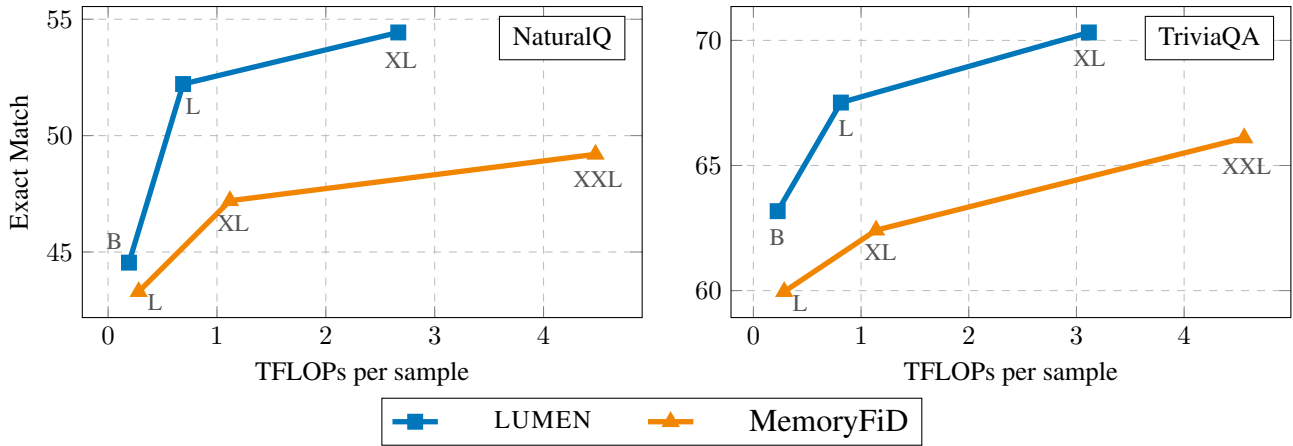 55
50
45
Exact Match
NaturalQ
B
L
XL
L
XL
XXL
0 1 2 3 4
TFLOPs per sample
70
65
60
TriviaQA
B
L
XL
L
XL
XXL
0 1 2 3 4
TFLOPs per sample
LUMEN MemoryFiD